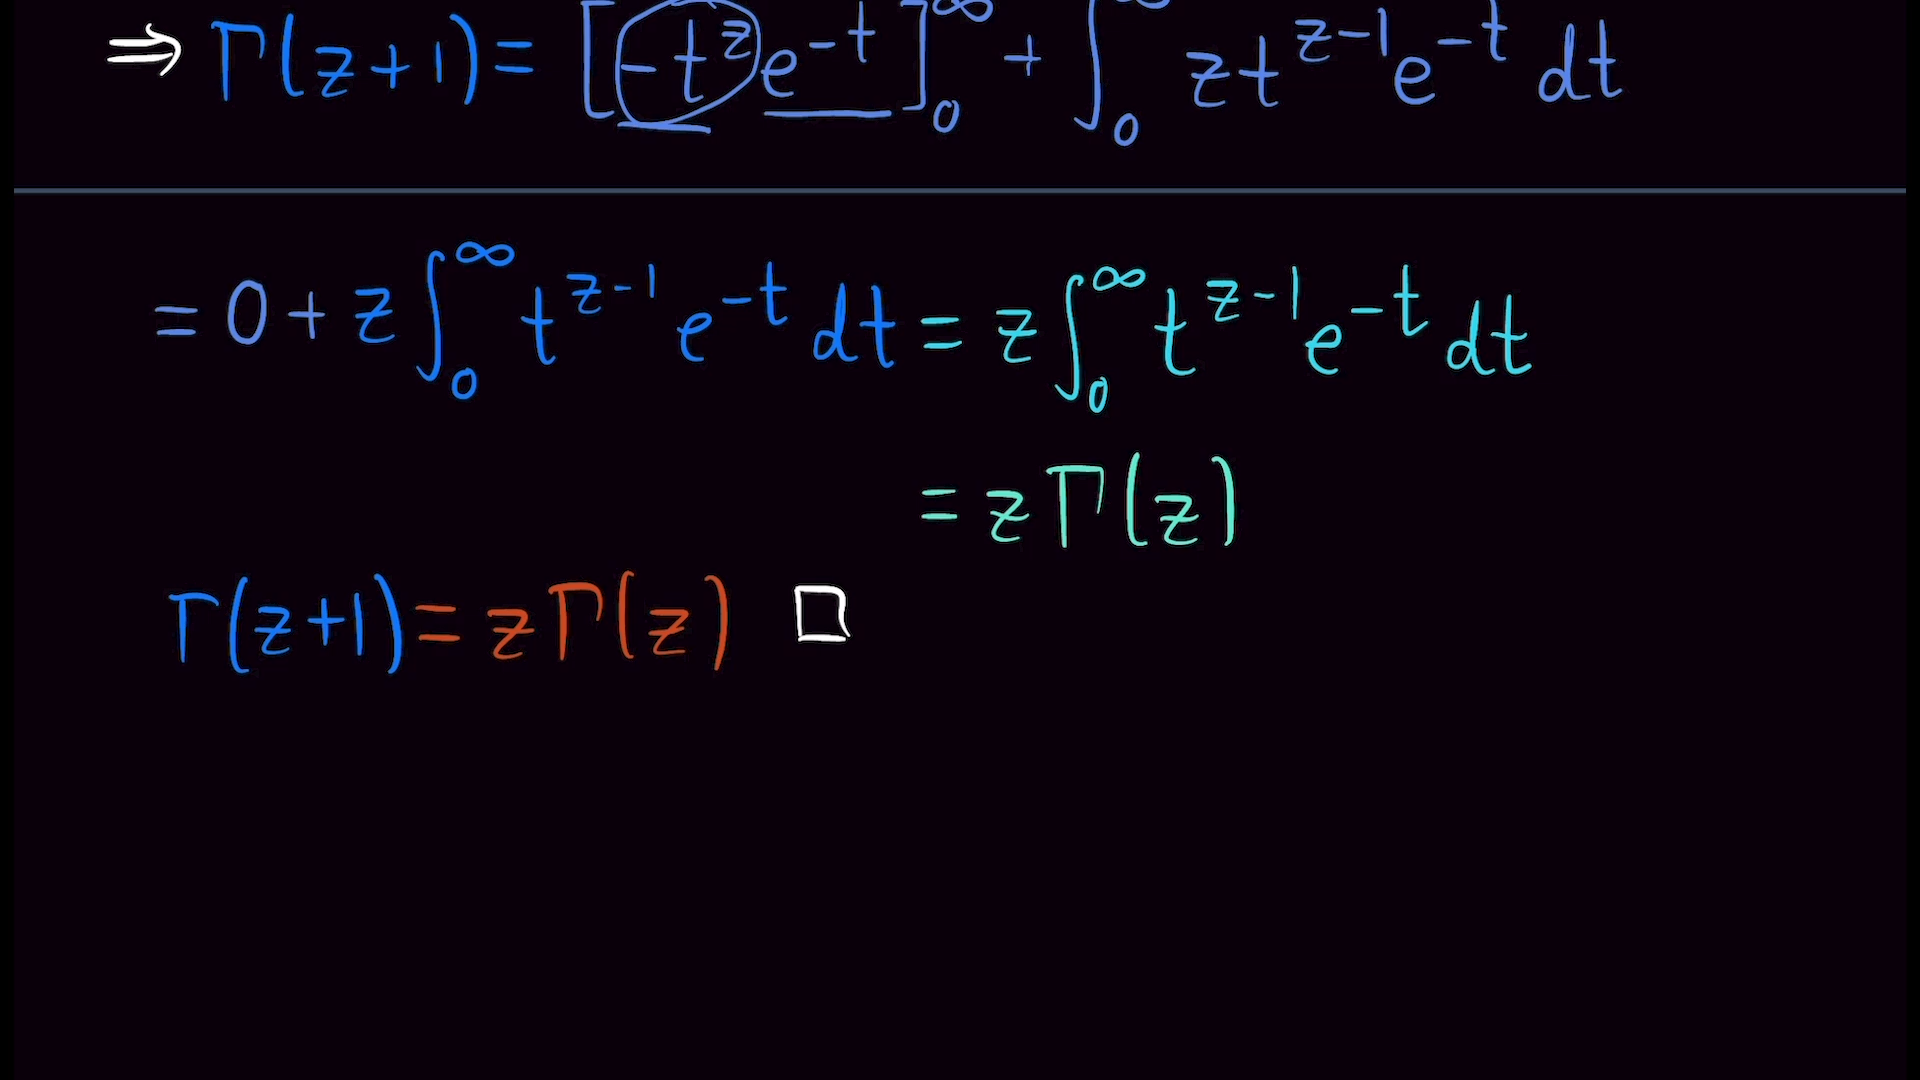 ⇒ Γ(z+1) = [-t^z e^-t]_0^∞ + ∫_0^∞ z t^z-1 e^-t dt
= 0 + z ∫_0^∞ t^z-1 e^-t dt = z ∫_0^∞ t^z-1 e^-t dt
= z Γ(z)
Γ(z+1) = z Γ(z) □